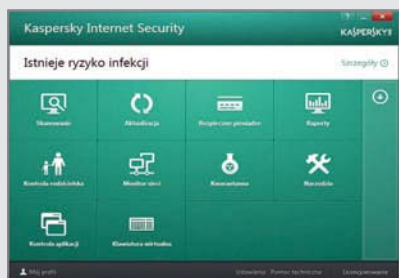 Kaspersky Internet Security
KASPERSKY
Istnieje ryzyko infekcji
Szczegóły
Skanowanie
Aktualizacja
Bezpieczne pieniądze
Raporty
Kontrola rodzicielska
Monitor sieci
Kwarantanna
Narzędzia
Kontrola aplikacji
Klawiatura wirtualna
Mój profil
Ustawienia
Pomoc techniczna
Licencjonowanie